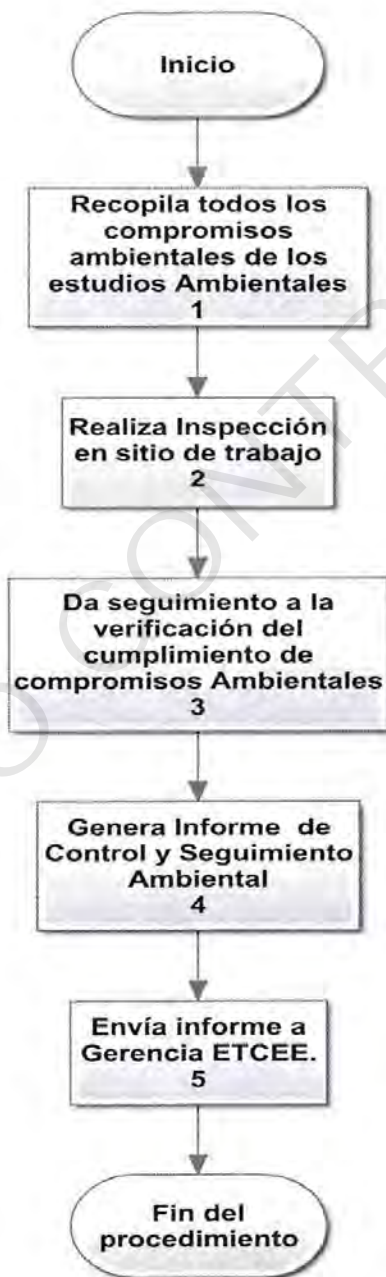 Inicio
Recopila todos los
compromisos
ambientales de los
estudios Ambientales
1
Realiza Inspección
en sitio de trabajo
2
Da seguimiento a la
verificación del
cumplimiento de
compromisos Ambientales
3
Genera Informe de
Control y Seguimiento
Ambiental
4
Envía informe a
Gerencia ETCEE.
5
Fin del
procedimiento